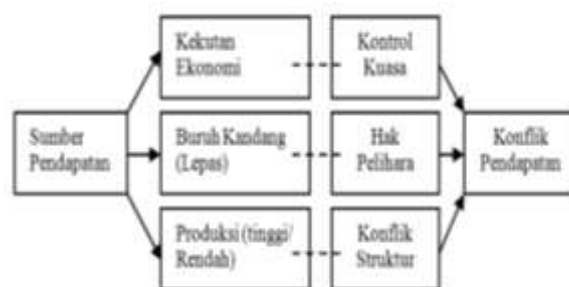 Kekutan
Ekonomi
Kontrol
Kuasa
Sumber
Pendapatan
Buruh Kandang
(Lepas)
Hak
Pelihara
Konflik
Pendapatan
Produksi (tinggi/
Rendah)
Konflik
Struktur